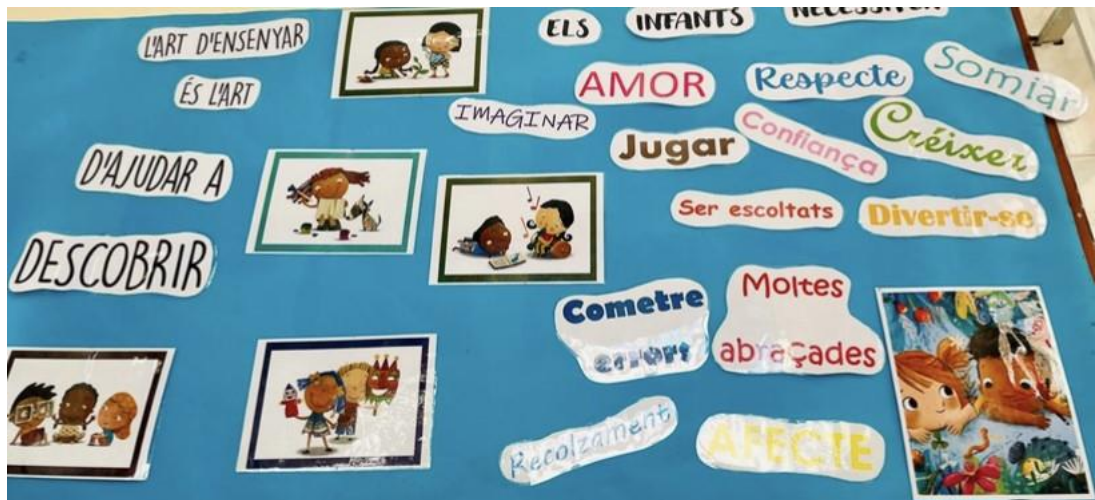 L'ART D'ENSENYAR
ÉS L'ART
D'AJUDAR A
DESCOBRIR
ELS INFANTS NECESSITEN
AMOR
Respecte
Somiar
IMAGINAR
Jugar
Confiança
Créixer
Ser escoltats
Divertir-se
Cometre
errors
Moltes
abraçades
Recolzament
AFECTE